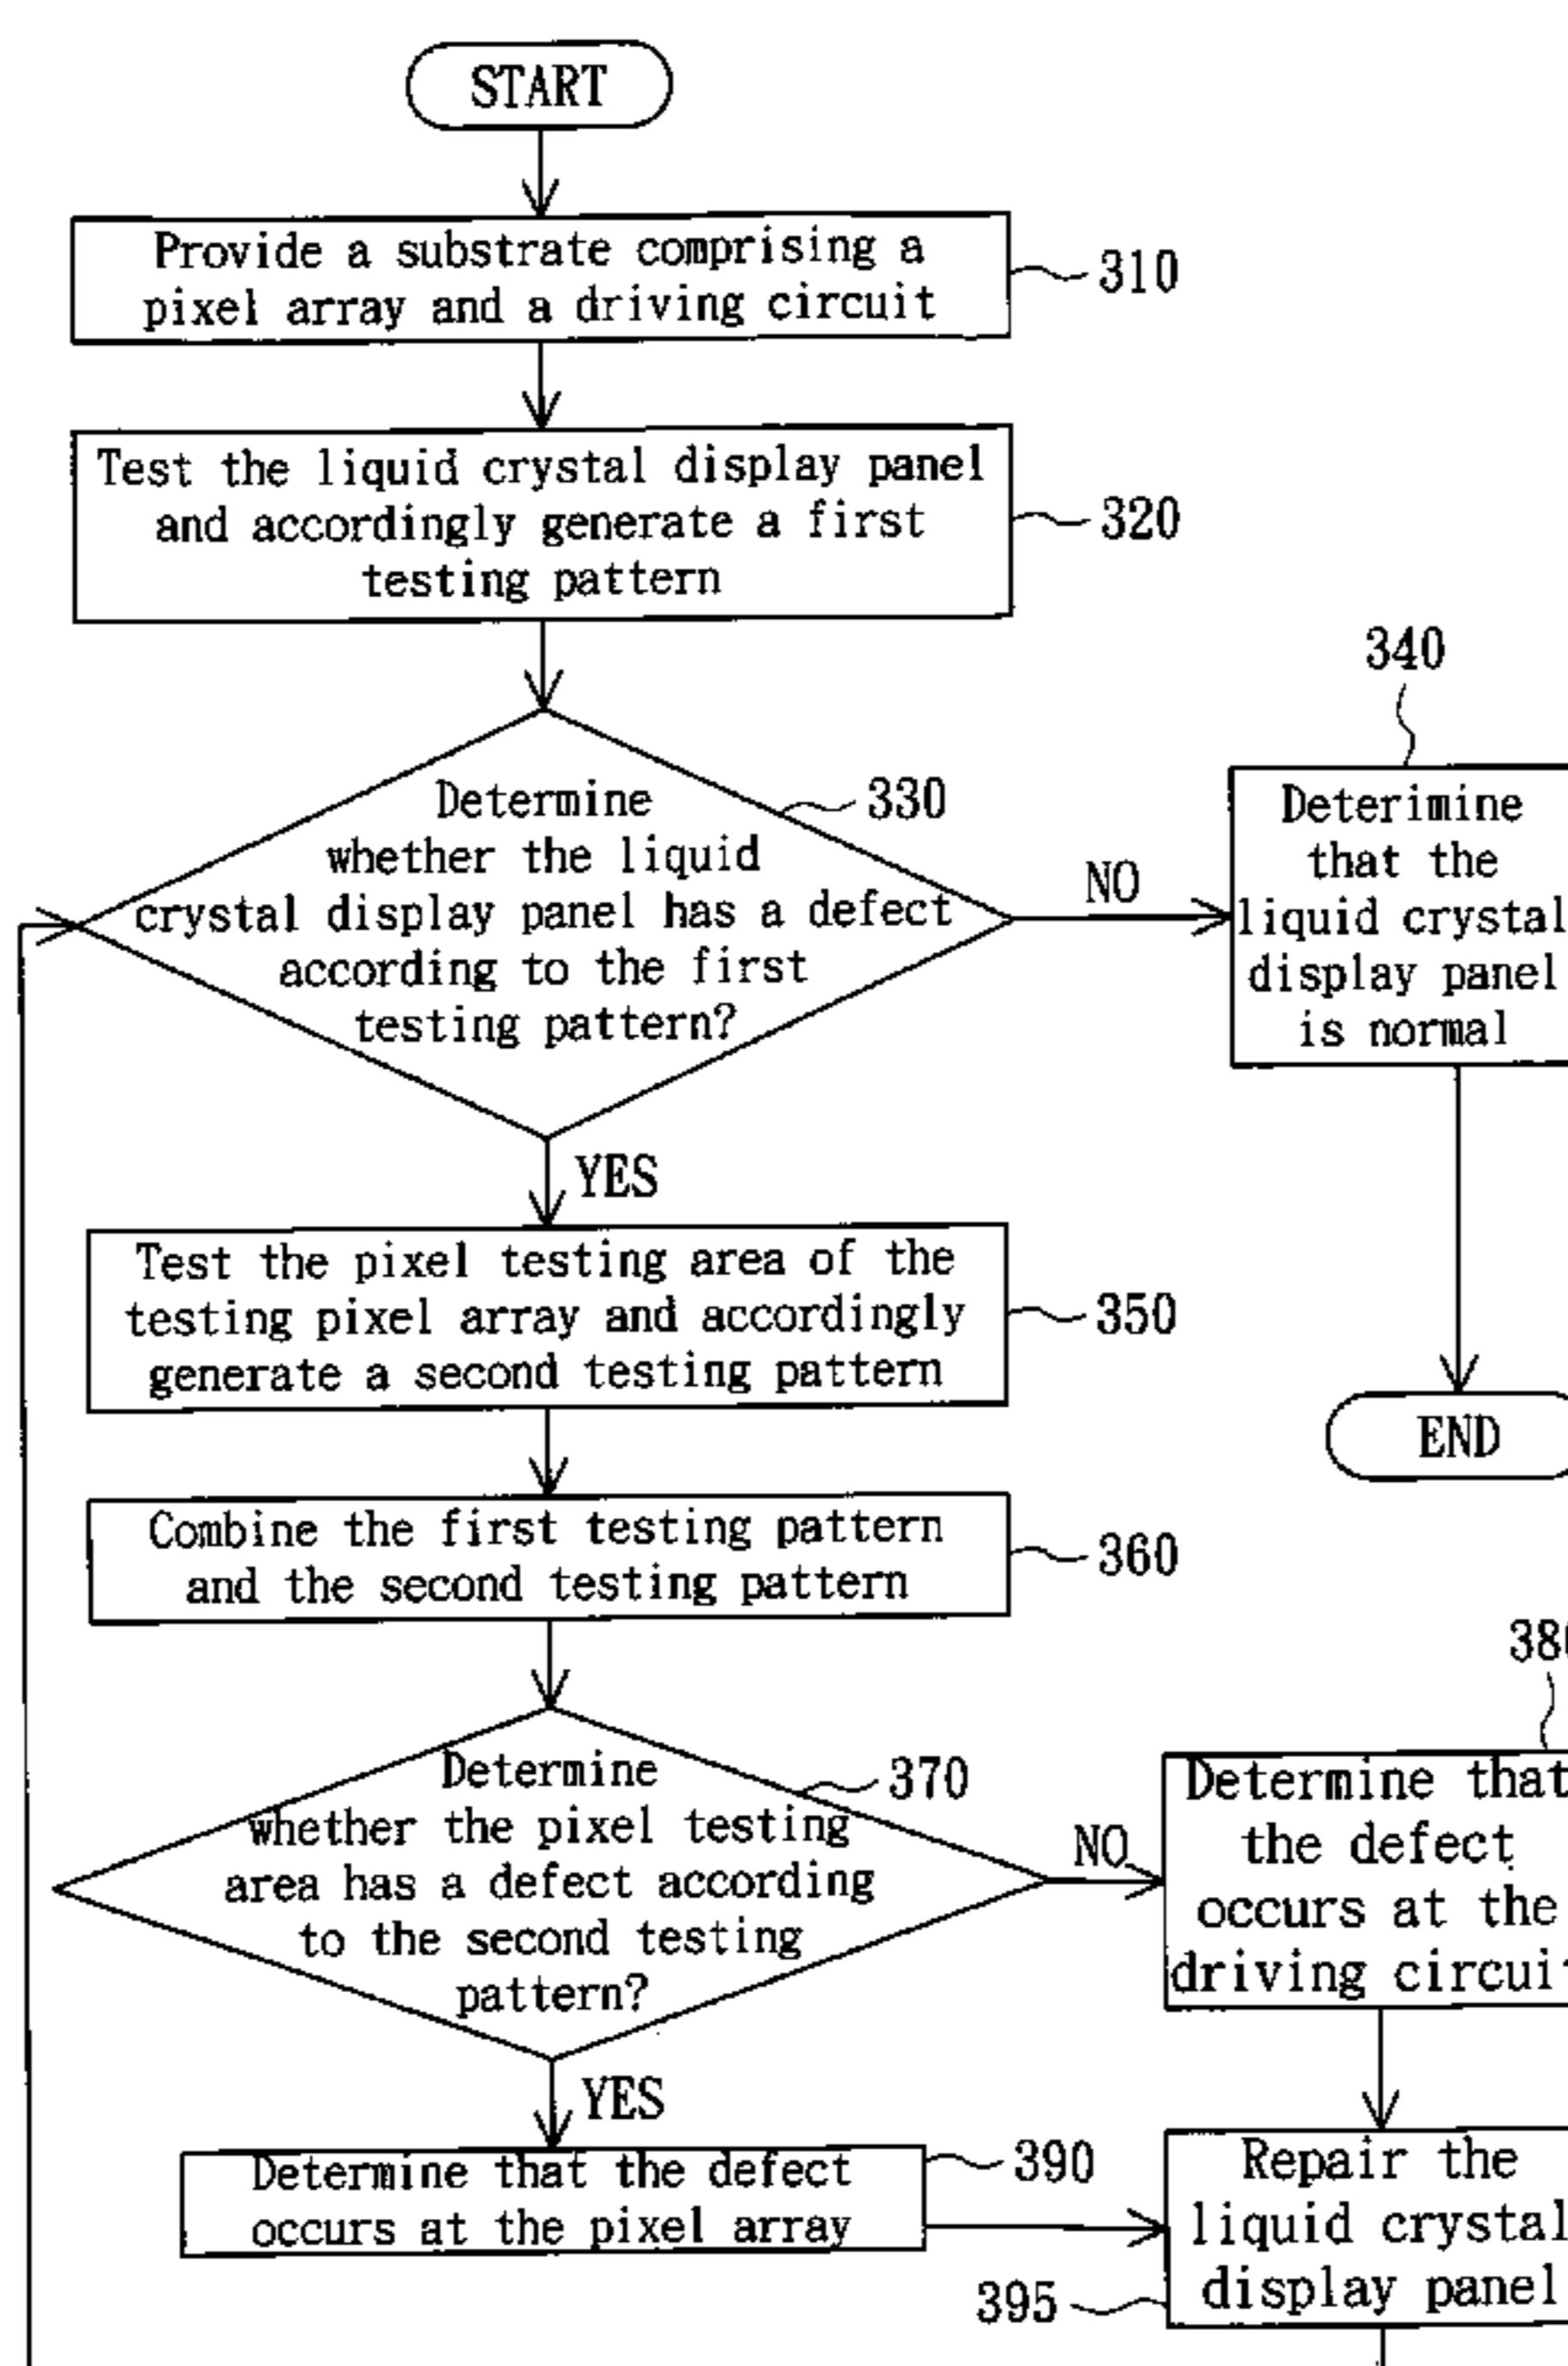 START
Provide a substrate comprising a
pixel array and a driving circuit
310
Test the liquid crystal display panel
and accordingly generate a first
testing pattern
320
340
Determine
whether the liquid
crystal display panel has a defect
according to the first
testing pattern?
330
NO
Deterimine
that the
liquid crystal
display panel
is normal
YES
Test the pixel testing area of the
testing pixel array and accordingly
generate a second testing pattern
350
END
Combine the first testing pattern
and the second testing pattern
360
380
Determine
whether the pixel testing
area has a defect according
to the second testing
pattern?
370
NO
Determine that
the defect
occurs at the
driving circuit
YES
Determine that the defect
occurs at the pixel array
390
Repair the
liquid crystal
display panel
395